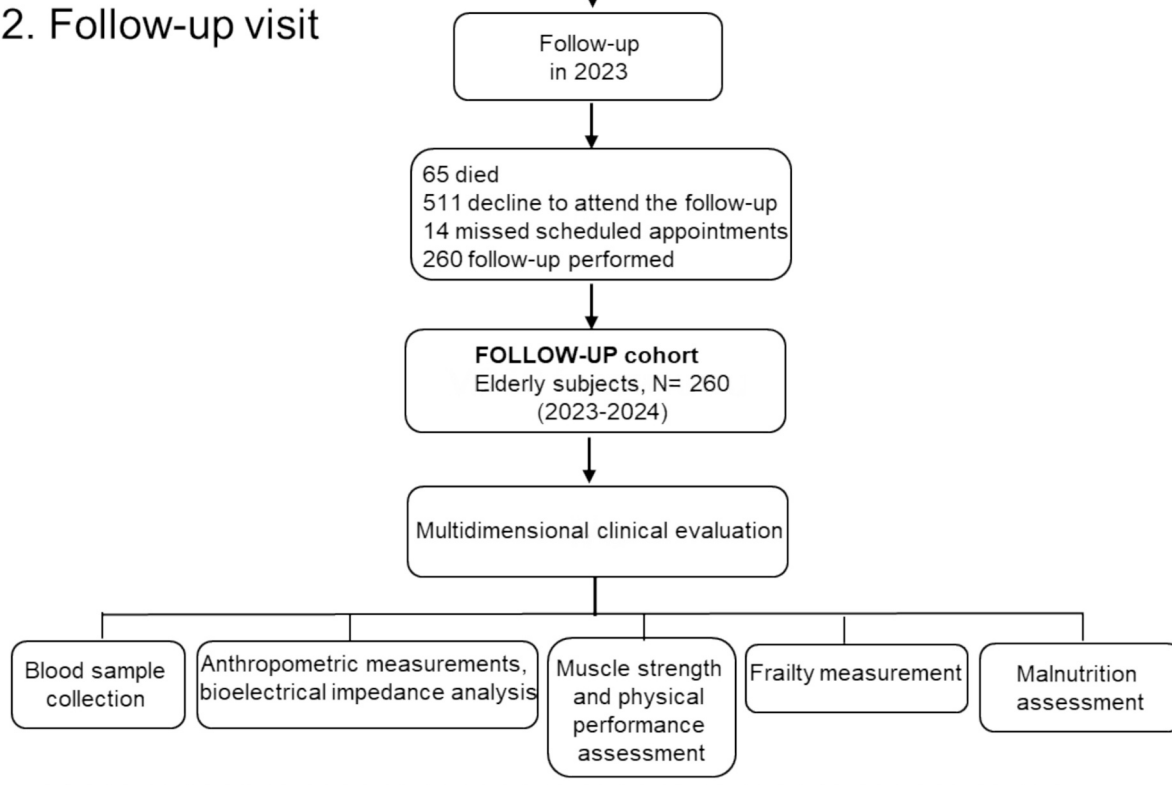 2. Follow-up visit
Follow-up
in 2023
65 died
511 decline to attend the follow-up
14 missed scheduled appointments
260 follow-up performed
FOLLOW-UP cohort
Elderly subjects, N= 260
(2023-2024)
Multidimensional clinical evaluation
Blood sample
collection
Anthropometric measurements,
bioelectrical impedance analysis
Muscle strength
and physical
performance
assessment
Frailty measurement
Malnutrition
assessment